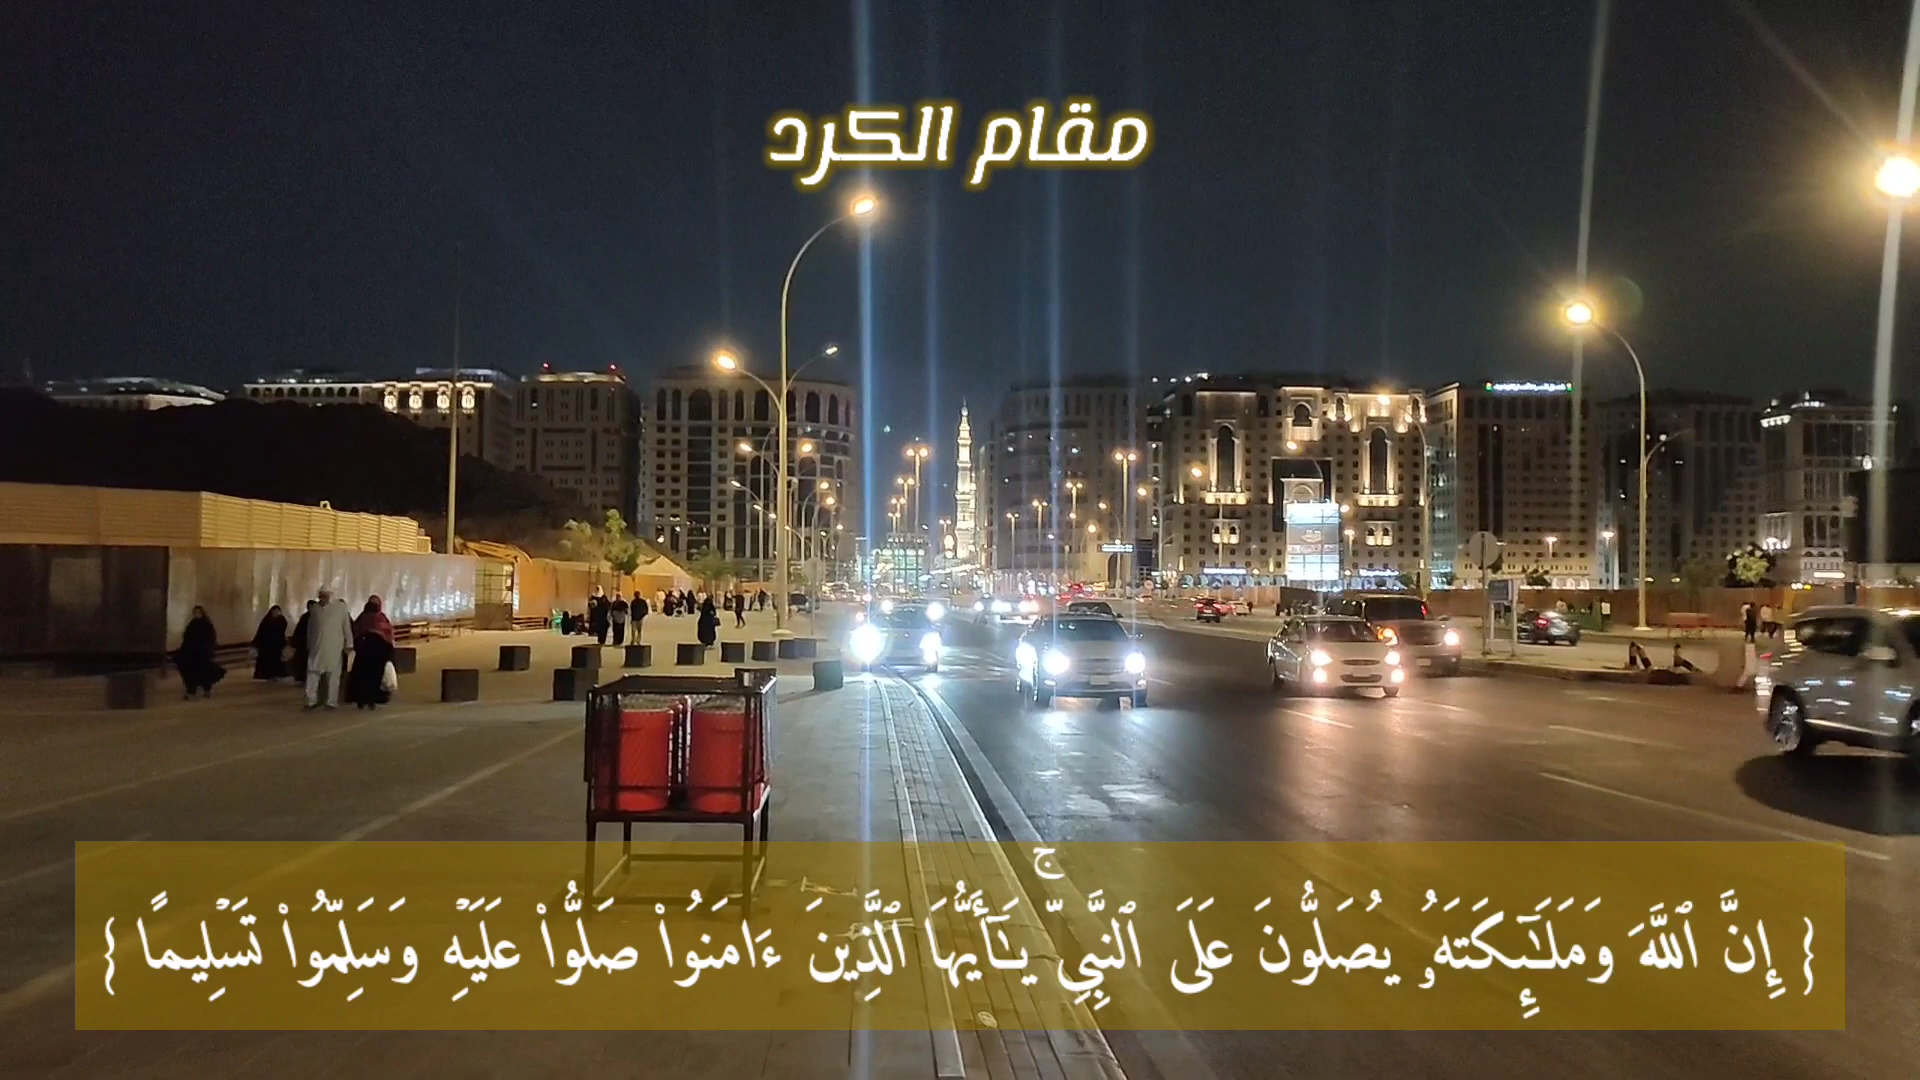 مقام الكرد
{ إِنَّ ٱللَّهَ وَمَلَـٰٓئِكَتَهُۥ يُصَلُّونَ عَلَى ٱلنَّبِىِّ ۚ يَـٰٓأَيُّهَا ٱلَّذِينَ ءَامَنُوا۟ صَلُّوا۟ عَلَيْهِ وَسَلِّمُوا۟ تَسْلِيمًا }